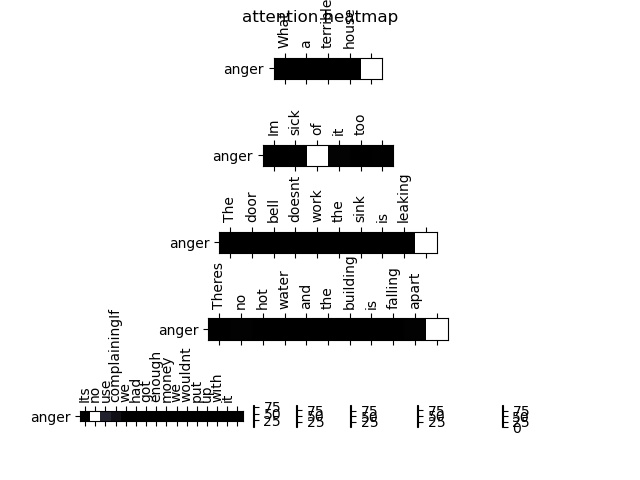 attention heatmap
What a terrible house
anger
Im sick of it too
anger
The door bell doesnt work the sink is leaking
anger
Theres no hot water and the building is falling apart
anger
Its no use complainingIf we had got enough money we wouldnt put up with it
anger
75 50 25
75 50 25
75 50 25
75 50 25
75 50 25 0